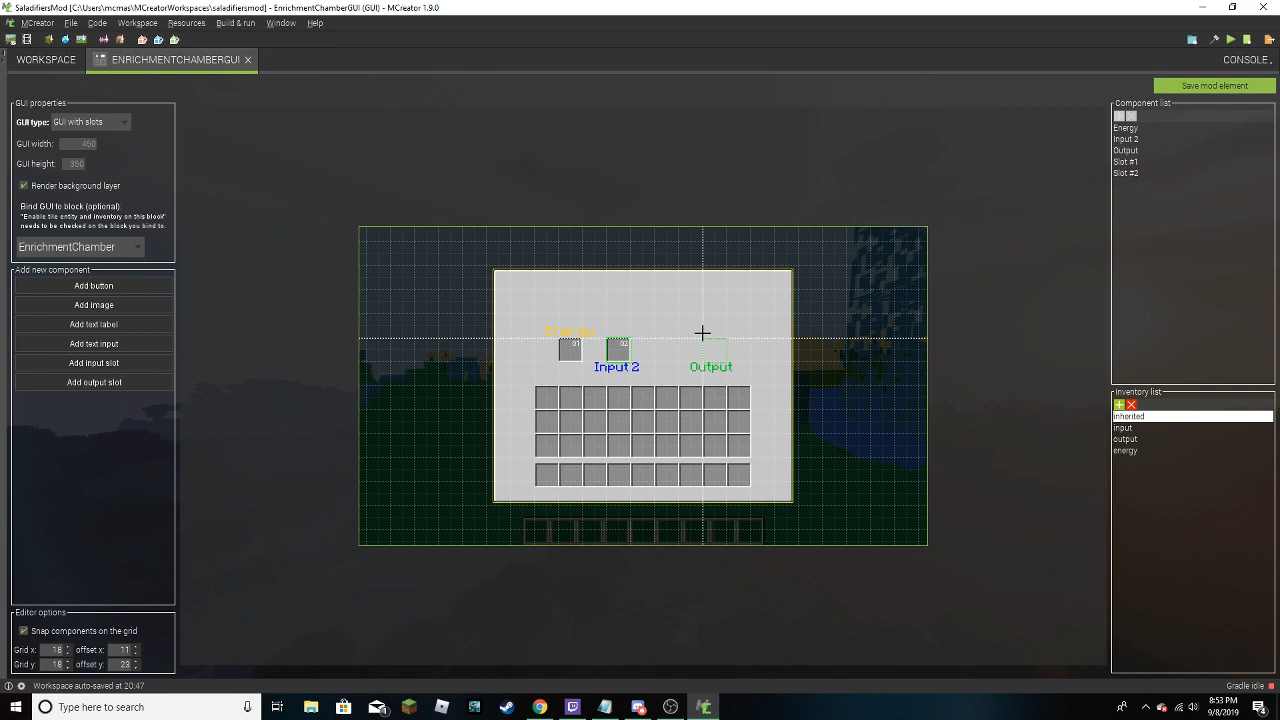 SaladifiersMod [C:\Users\mcmas\MCreatorWorkspaces\saladifiersmod] - EnrichmentChamberGUI (GUI) - MCreator 1.9.0
MCreator File Code Workspace Resources Build & run Window Help
WORKSPACE ENRICHMENTCHAMBERGUI CONSOLE
Save mod element
GUI properties
GUI type: GUI with slots
GUI width: 450
GUI height: 350
Render background layer
Bind GUI to block (optional):
"Enable tile entity and inventory on this block"
needs to be checked on the block you bind to.
EnrichmentChamber
Add new component
Add button
Add image
Add text label
Add text input
Add input slot
Add output slot
Editor options
Snap components on the grid
Grid x: 18 offset x: 11
Grid y: 18 offset y: 23
Energy
01 02
Input 2 Output
Component list
Energy
Input 2
Output
Slot #1
Slot #2
Inventory list
inherited
input
output
energy
Workspace auto-saved at 20:47 Gradle idle
Type here to search
8:53 PM
9/8/2019